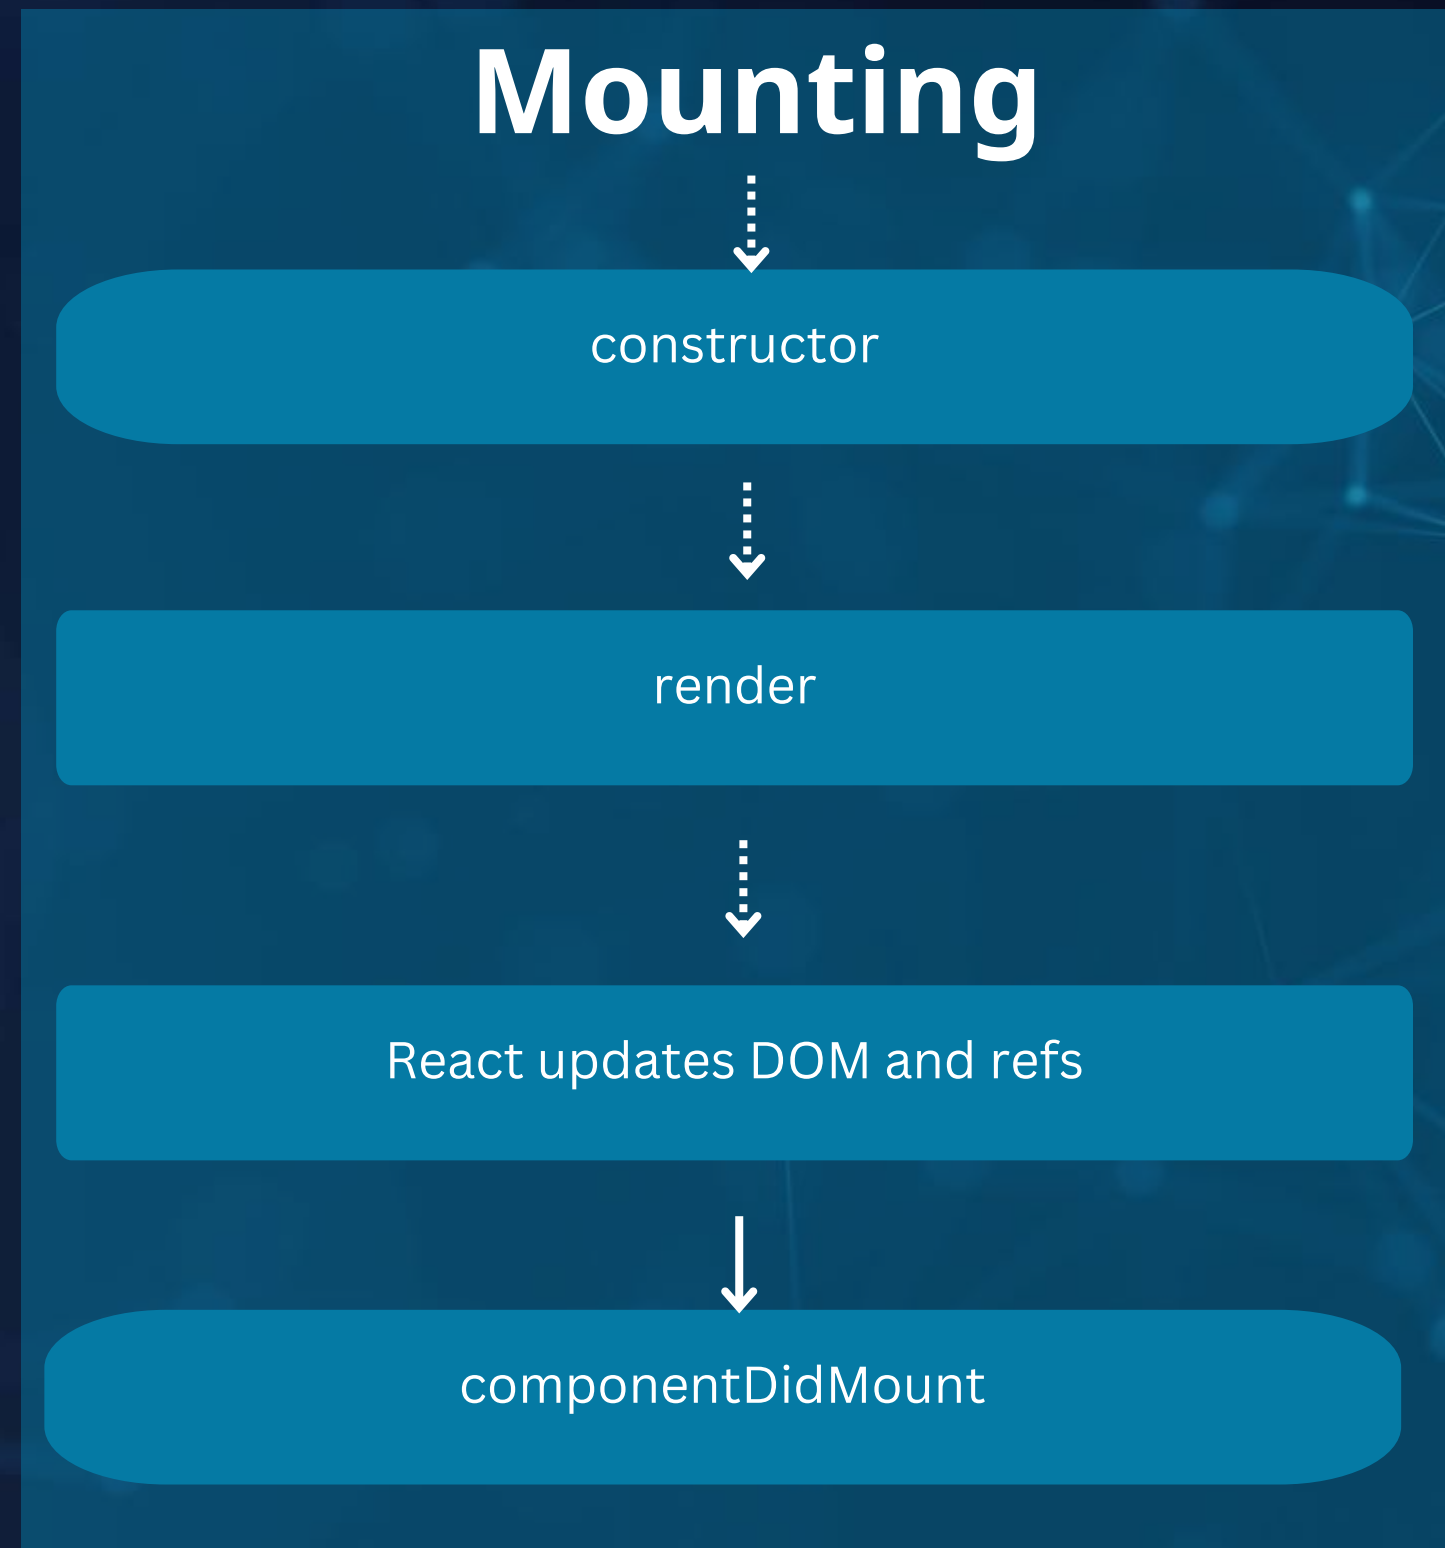 Mounting
constructor
render
React updates DOM and refs
componentDidMount